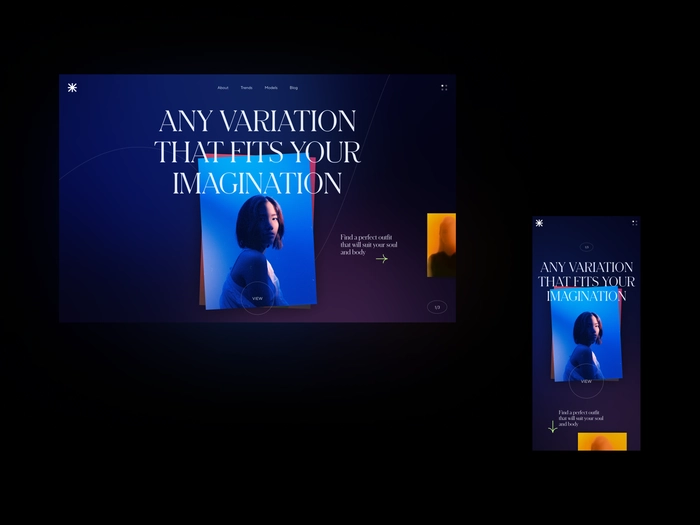 About Trends Models Blog
ANY VARIATION
THAT FITS YOUR
IMAGINATION
Find a perfect outfit
that will suit your soul
and body
VIEW
1/3
ANY VARIATION
THAT FITS YOUR
IMAGINATION
VIEW
Find a perfect outfit
that will suit your soul
and body